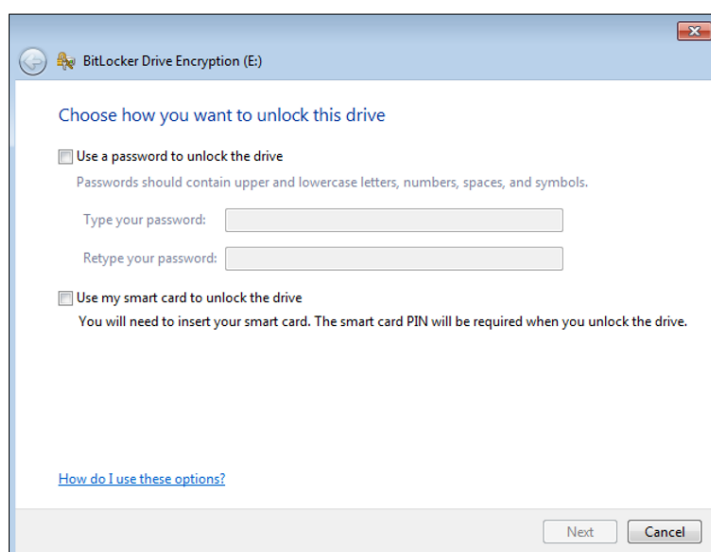 BitLocker Drive Encryption (E:)
Choose how you want to unlock this drive
Use a password to unlock the drive
Passwords should contain upper and lowercase letters, numbers, spaces, and symbols.
Type your password:
Retype your password:
Use my smart card to unlock the drive
You will need to insert your smart card. The smart card PIN will be required when you unlock the drive.
How do I use these options?
Next Cancel